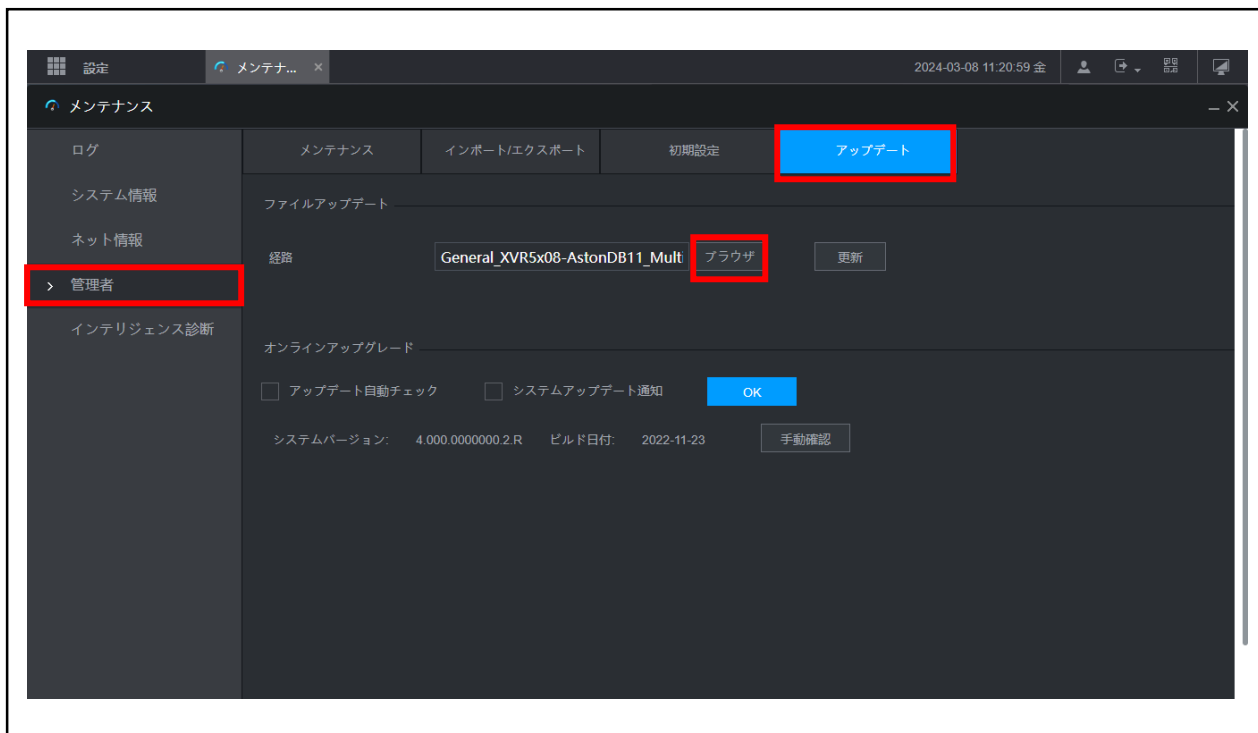 設定
メンテナ... ×
2024-03-08 11:20:59 金
メンテナンス
ログ
システム情報
ネット情報
管理者
インテリジェンス診断
メンテナンス
インポート/エクスポート
初期設定
アップデート
ファイルアップデート
経路
General_XVR5x08-AstonDB11_Multi
ブラウザ
更新
オンラインアップグレード
アップデート自動チェック
システムアップデート通知
OK
システムバージョン: 4.000.0000000.2.R ビルド日付: 2022-11-23
手動確認